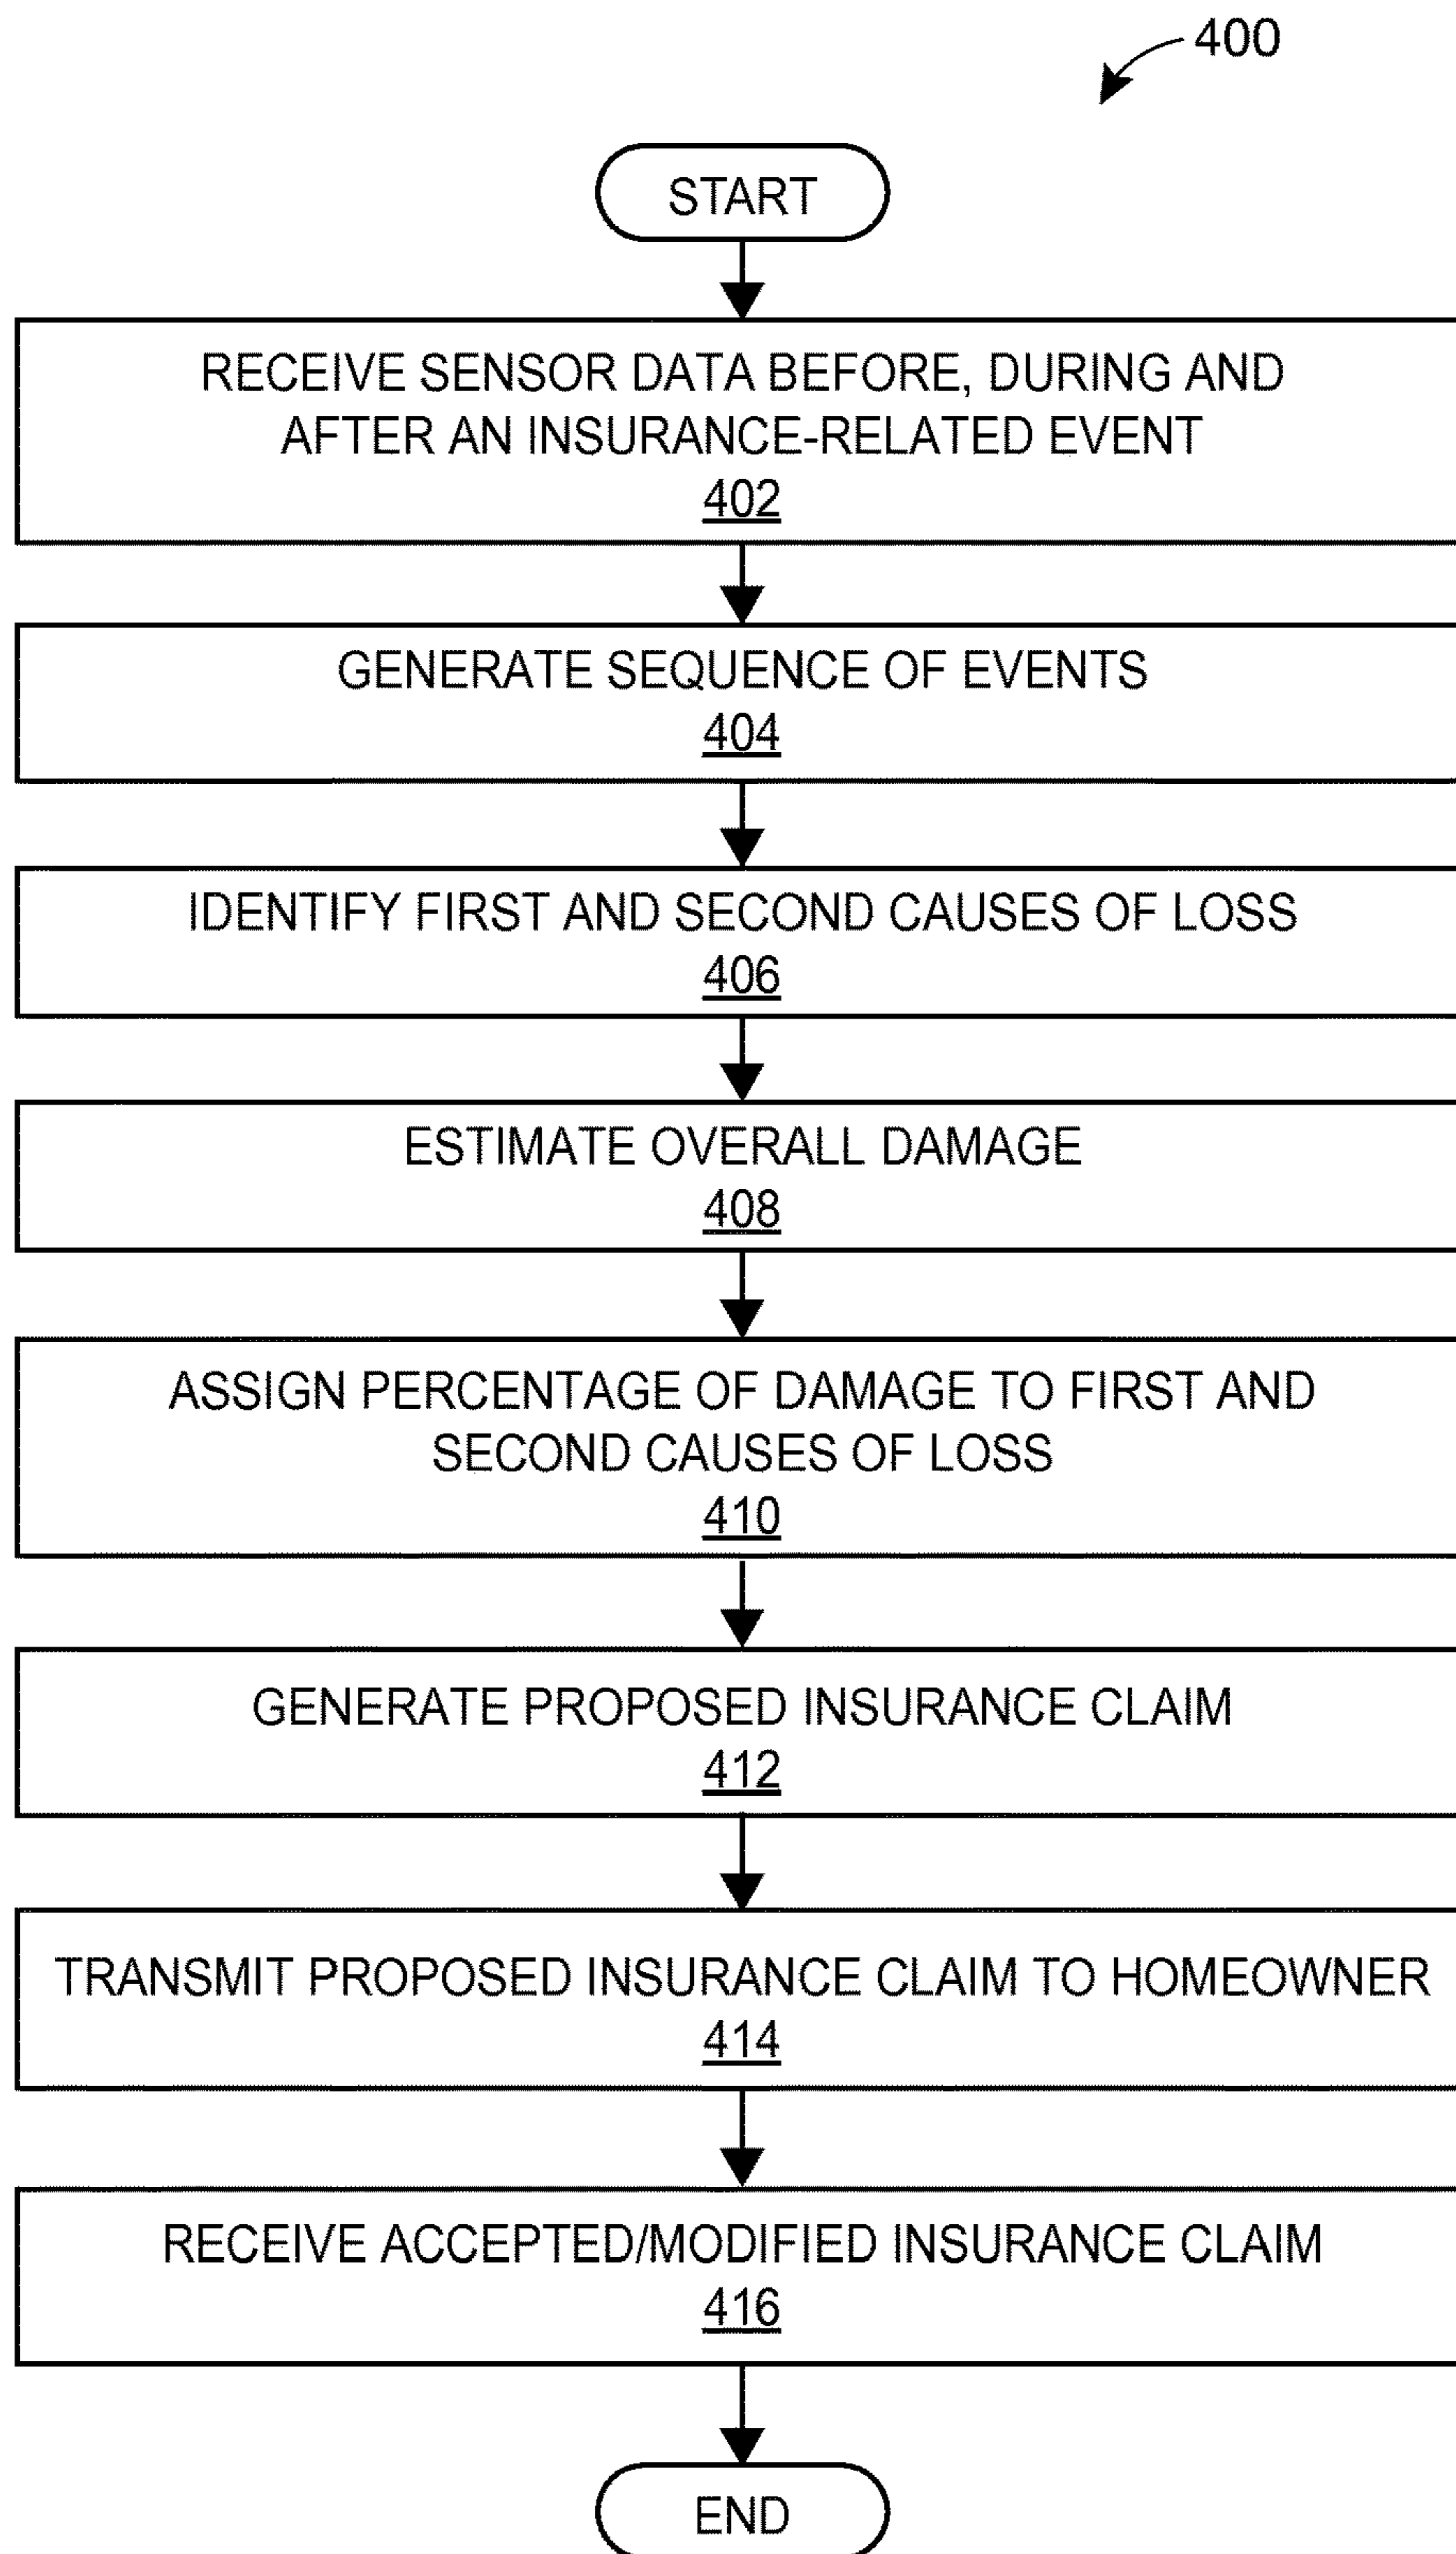 400
START
RECEIVE SENSOR DATA BEFORE, DURING AND
AFTER AN INSURANCE-RELATED EVENT
402
GENERATE SEQUENCE OF EVENTS
404
IDENTIFY FIRST AND SECOND CAUSES OF LOSS
406
ESTIMATE OVERALL DAMAGE
408
ASSIGN PERCENTAGE OF DAMAGE TO FIRST AND
SECOND CAUSES OF LOSS
410
GENERATE PROPOSED INSURANCE CLAIM
412
TRANSMIT PROPOSED INSURANCE CLAIM TO HOMEOWNER
414
RECEIVE ACCEPTED/MODIFIED INSURANCE CLAIM
416
END